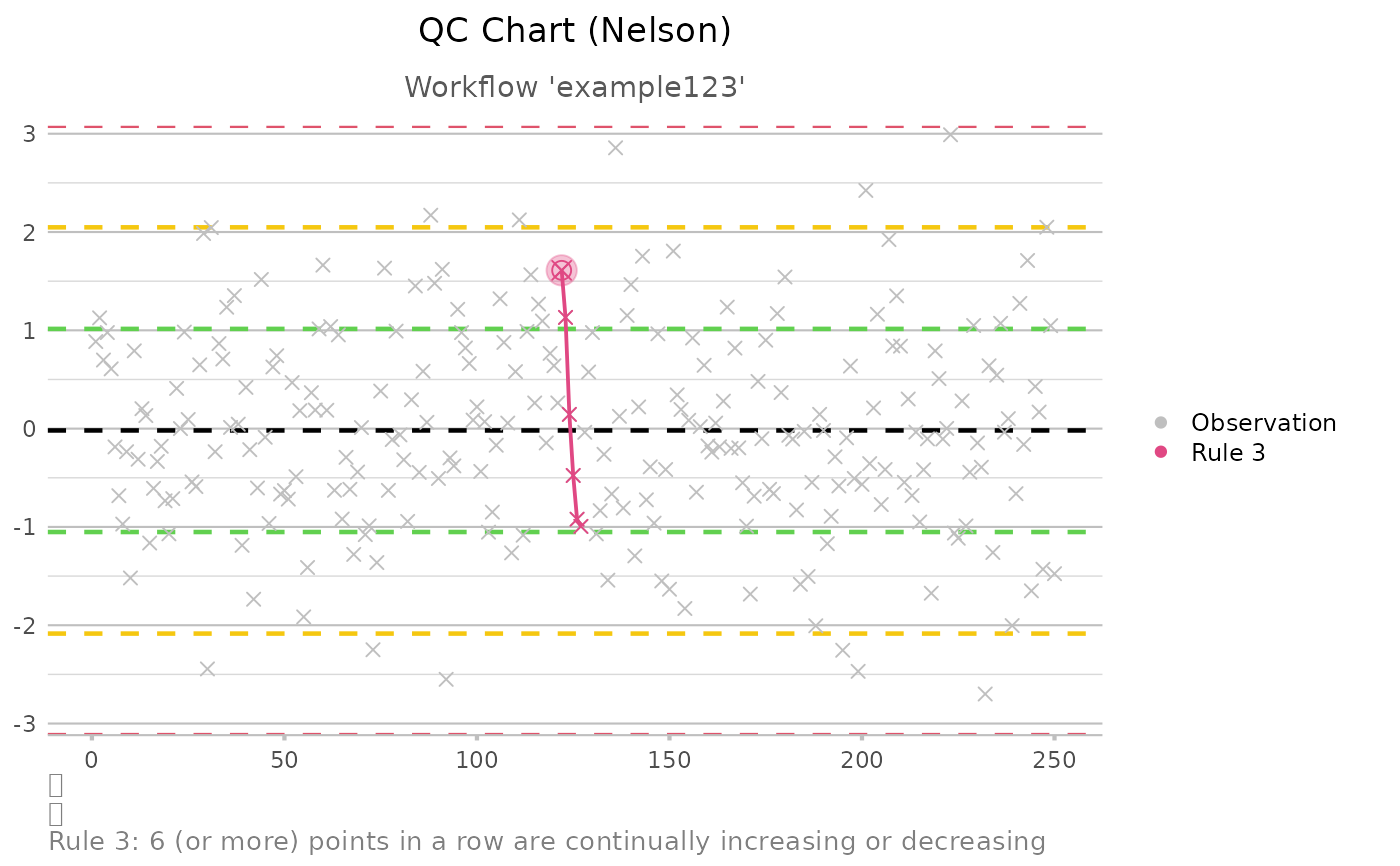 QC Chart (Nelson)
Workflow 'example123'
3
2
1
0
-1
-2
-3
0 50 100 150 200 250
Observation
Rule 3
Rule 3: 6 (or more) points in a row are continually increasing or decreasing